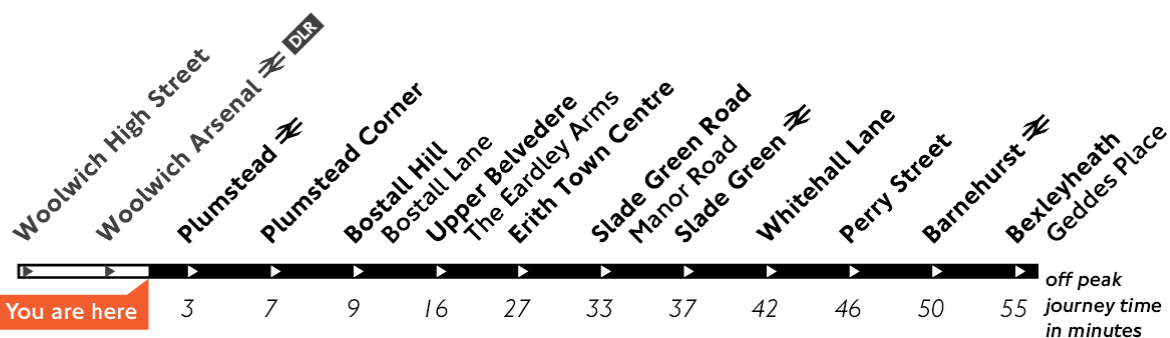 Woolwich High Street
Woolwich Arsenal DLR
Plumstead
Plumstead Corner
Bostall Hill
Bostall Lane
Upper Belvedere
The Eardley Arms
Erith Town Centre
Slade Green Road
Manor Road
Slade Green
Whitehall Lane
Perry Street
Barnehurst
Bexleyheath
Geddes Place
You are here
3 7 9 16 27 33 37 42 46 50 55
off peak
journey time
in minutes